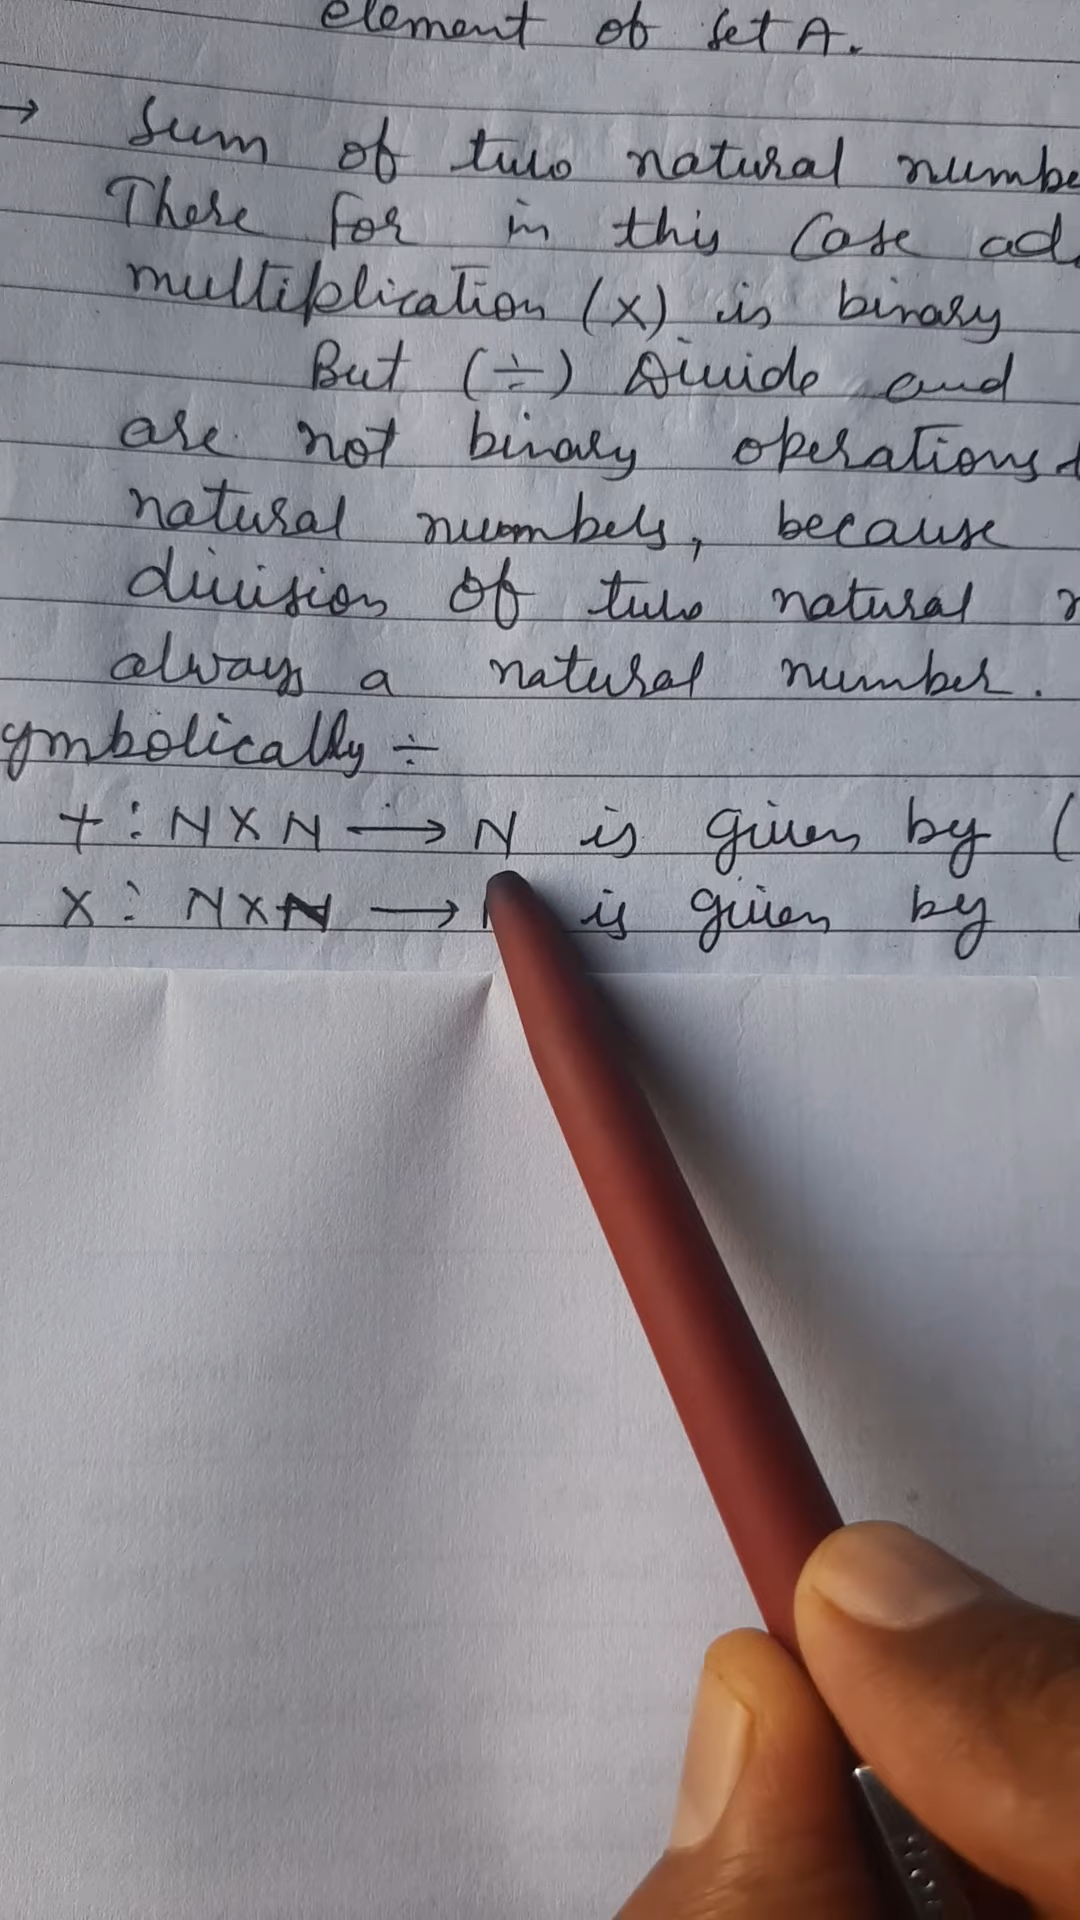 element of set A.
→ Sum of two natural numbe
There for in this Case ad
multiplication (×) is binary
But (÷) Divide and
are not binary operations
natural numbers, because
division of two natural
always a natural number.
ymbolically ÷
+ : N X N → N is given by (
X : N X N → is given by